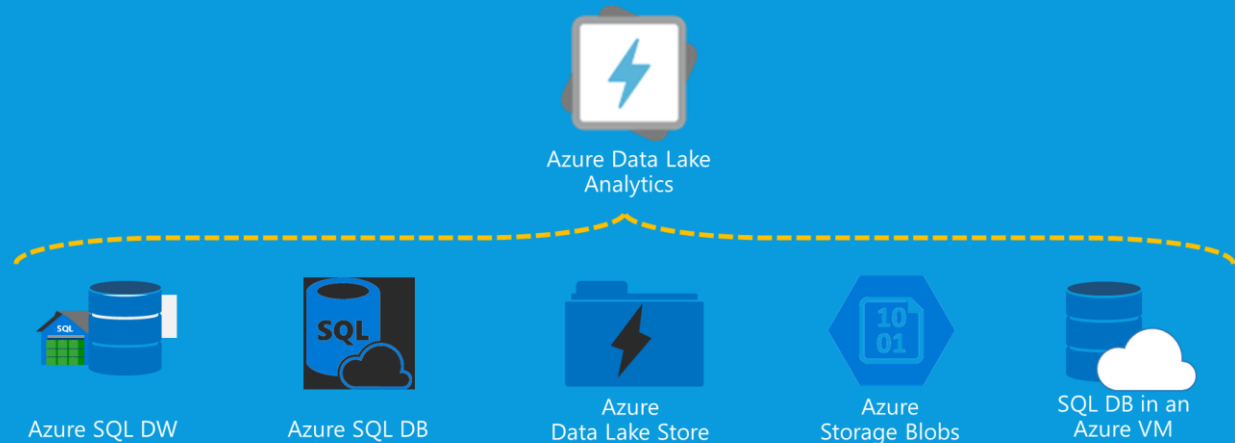 Azure Data Lake
Analytics
SQL
Azure SQL DW
SQL
Azure SQL DB
Azure
Data Lake Store
10
01
Azure
Storage Blobs
SQL DB in an
Azure VM